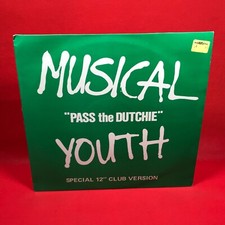 MUSICAL
"PASS the DUTCHIE"
YOUTH
SPECIAL 12" CLUB VERSION